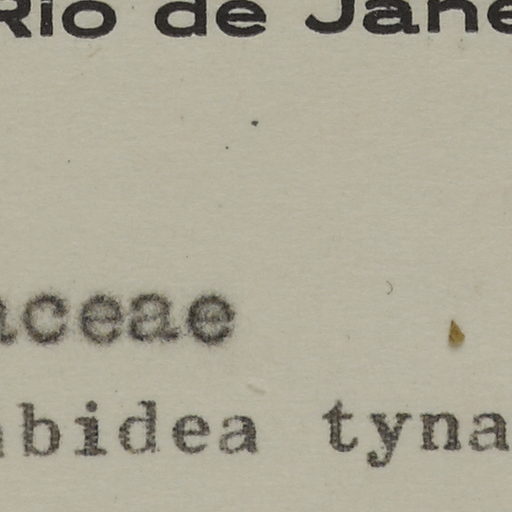 Rio de Jane
aceae
abidea tyna